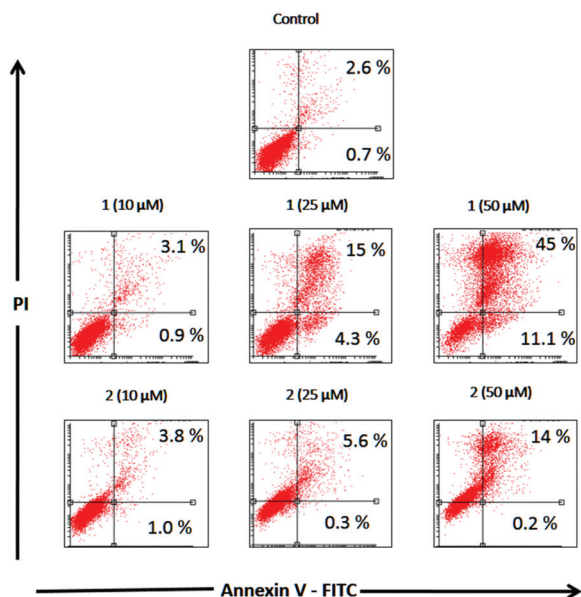 Control
2.6 %
0.7 %
1 (10 µM)
1 (25 µM)
1 (50 µM)
3.1 %
15 %
45 %
PI
0.9 %
4.3 %
11.1 %
2 (10 µM)
2 (25 µM)
2 (50 µM)
3.8 %
5.6 %
14 %
1.0 %
0.3 %
0.2 %
Annexin V - FITC